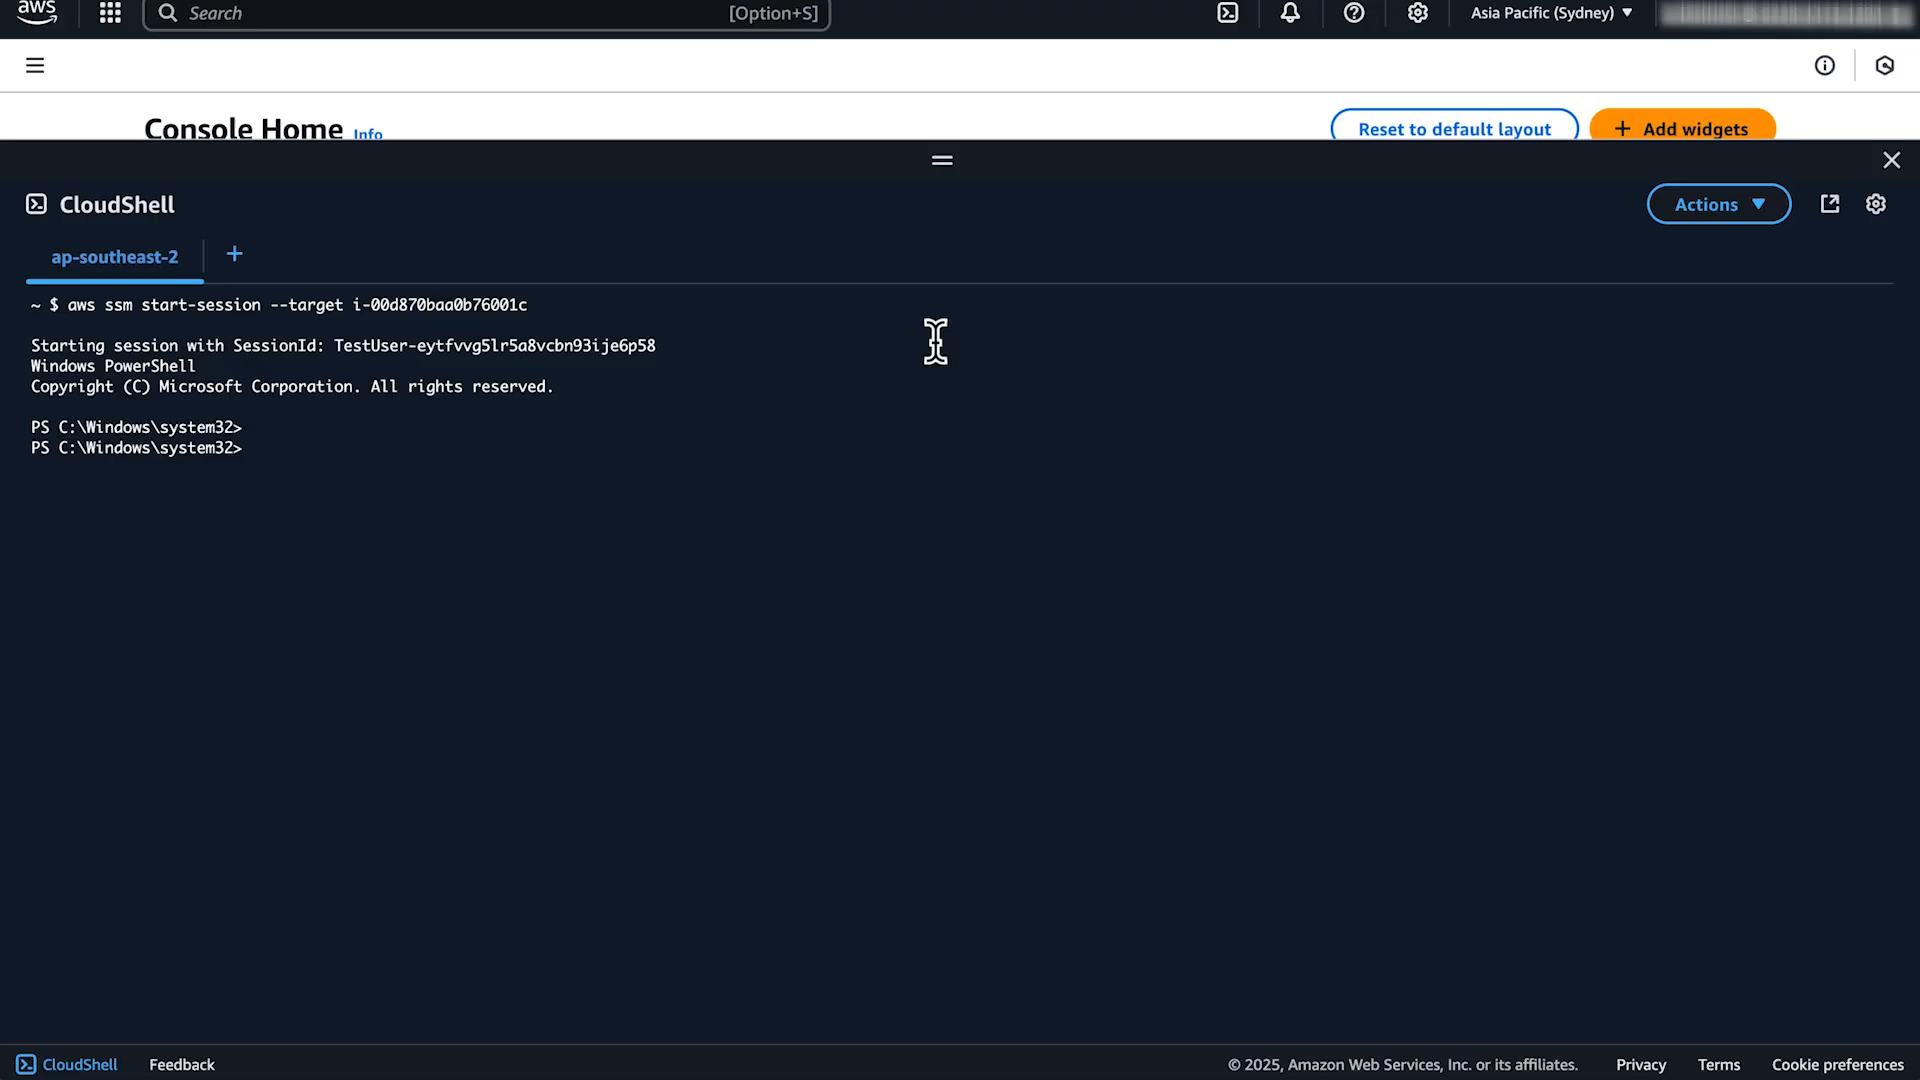 aws
Search
[Option+S]
Asia Pacific (Sydney)
Console Home Info
Reset to default layout
+ Add widgets
CloudShell
Actions
ap-southeast-2
+
~ $ aws ssm start-session --target i-00d870baa0b76001c
Starting session with SessionId: TestUser-eytfvvg5lr5a8vcbn93ije6p58
Windows PowerShell
Copyright (C) Microsoft Corporation. All rights reserved.
PS C:\Windows\system32>
PS C:\Windows\system32>
CloudShell
Feedback
© 2025, Amazon Web Services, Inc. or its affiliates.
Privacy
Terms
Cookie preferences